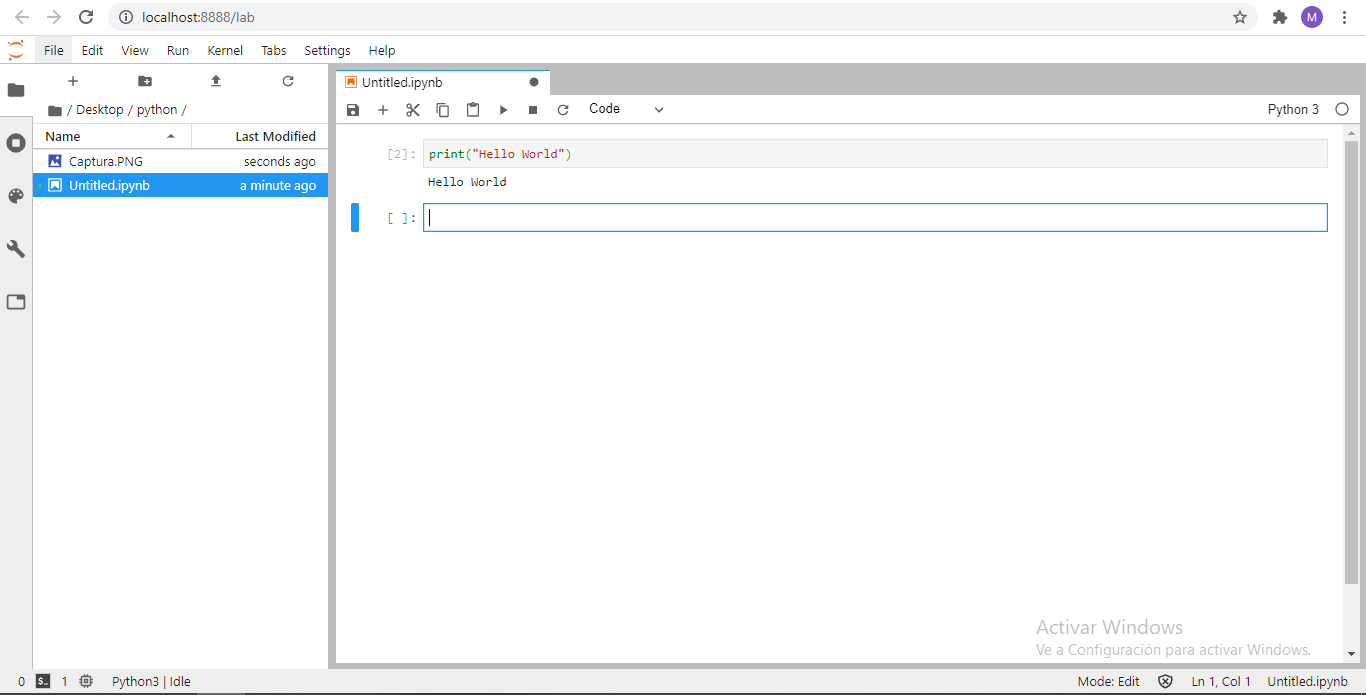 localhost:8888/lab
M
File Edit View Run Kernel Tabs Settings Help
Untitled.ipynb
/ Desktop / python /
Code
Python 3
Name Last Modified
Captura.PNG seconds ago
Untitled.ipynb a minute ago
[2]: print("Hello World")
Hello World
[ ]:
Activar Windows
Ve a Configuración para activar Windows.
0 $_ 1 Python3 | Idle Mode: Edit Ln 1, Col 1 Untitled.ipynb